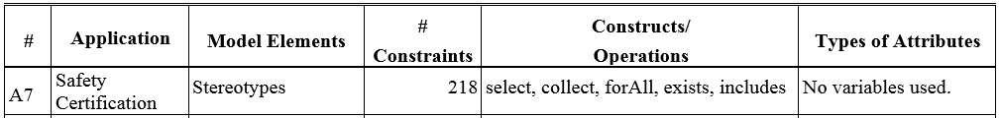 # Application Model Elements # Constraints Constructs/ Operations Types of Attributes
A7 Safety Certification Stereotypes 218 select, collect, forAll, exists, includes No variables used.